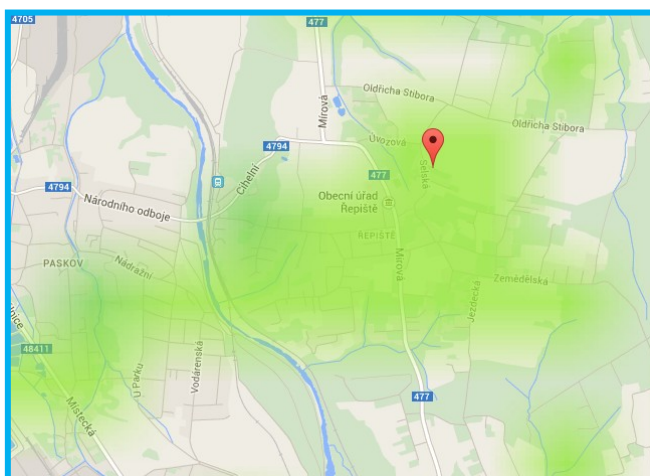 4705
477
Oldřicha Stibora
Mírová
Úvozová
Oldřicha Stibora
4794
Cihelní
Selská
477
4794
Národního odboje
Obecní úřad
Řepiště
ŘEPIŠTĚ
Mírová
PASKOV
Nádražní
Zemědělská
Jezdecká
48411
Vodárenská
U Parku
Místecká
477